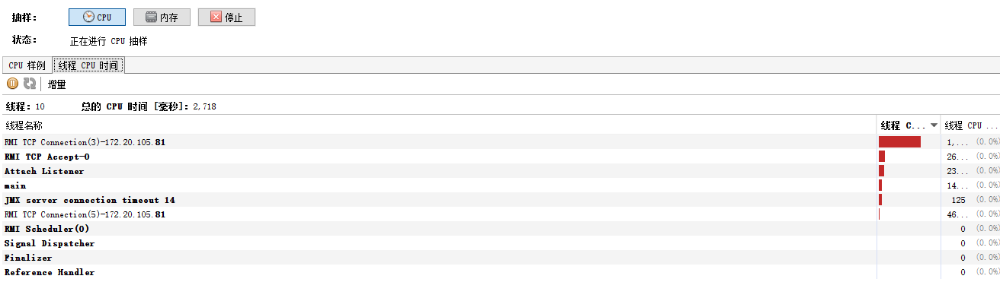 抽样： CPU 内存 停止
状态： 正在进行 CPU 抽样
CPU 样例 线程 CPU 时间
增量
线程：10 总的 CPU 时间 [毫秒]：2,718
线程名称 线程 C... 线程 CPU ...
RMI TCP Connection(3)-172.20.105.81 1,... (0.0%)
RMI TCP Accept-0 26... (0.0%)
Attach Listener 23... (0.0%)
main 14... (0.0%)
JMX server connection timeout 14 125 (0.0%)
RMI TCP Connection(5)-172.20.105.81 46... (0.0%)
RMI Scheduler(0) 0 (0.0%)
Signal Dispatcher 0 (0.0%)
Finalizer 0 (0.0%)
Reference Handler 0 (0.0%)